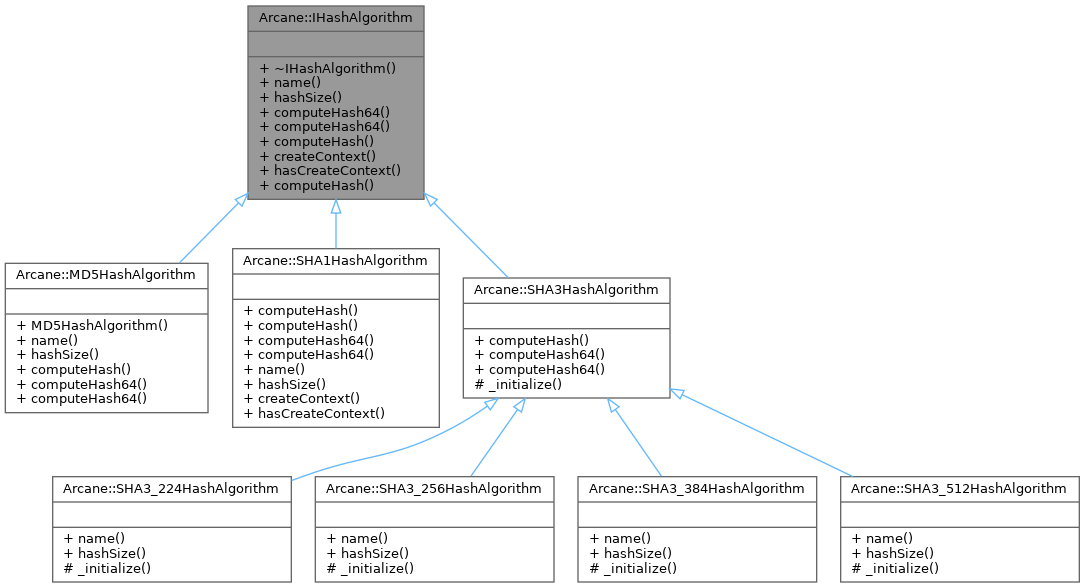 Arcane::IHashAlgorithm
+ ~IHashAlgorithm()
+ name()
+ hashSize()
+ computeHash64()
+ computeHash64()
+ computeHash()
+ createContext()
+ hasCreateContext()
+ computeHash()
Arcane::MD5HashAlgorithm
+ MD5HashAlgorithm()
+ name()
+ hashSize()
+ computeHash()
+ computeHash64()
+ computeHash64()
Arcane::SHA1HashAlgorithm
+ computeHash()
+ computeHash()
+ computeHash64()
+ computeHash64()
+ name()
+ hashSize()
+ createContext()
+ hasCreateContext()
Arcane::SHA3HashAlgorithm
+ computeHash()
+ computeHash64()
+ computeHash64()
# _initialize()
Arcane::SHA3_224HashAlgorithm
+ name()
+ hashSize()
# _initialize()
Arcane::SHA3_256HashAlgorithm
+ name()
+ hashSize()
# _initialize()
Arcane::SHA3_384HashAlgorithm
+ name()
+ hashSize()
# _initialize()
Arcane::SHA3_512HashAlgorithm
+ name()
+ hashSize()
# _initialize()